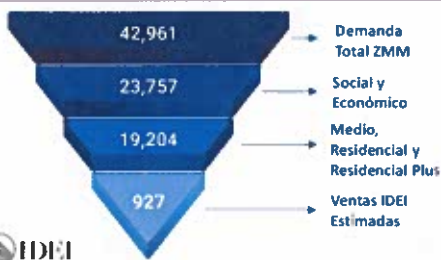 42,961
Demanda
Total ZMM
23,757
Social y
Económico
19,204
Medio,
Residencial y
Residencial Plus
927
Ventas IDEI
Estimadas
IDEI